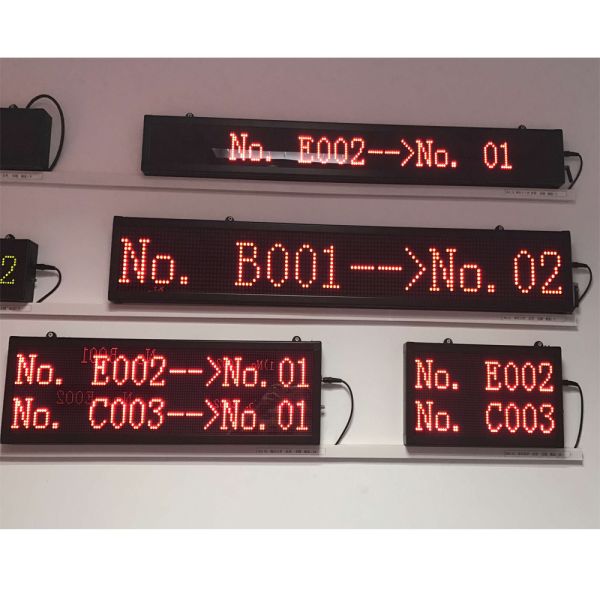 No. E002-->No. 01
No. B001-->No. 02
2
No. E002-->No. 01
No. C003-->No. 01
No. E002
No. C003